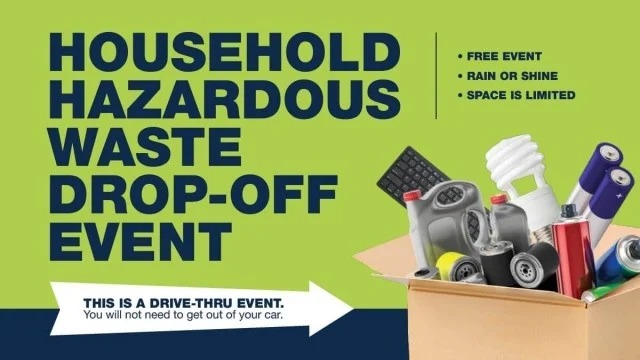 HOUSEHOLD
HAZARDOUS
WASTE
DROP-OFF
EVENT
• FREE EVENT
• RAIN OR SHINE
• SPACE IS LIMITED
THIS IS A DRIVE-THRU EVENT.
You will not need to get out of your car.